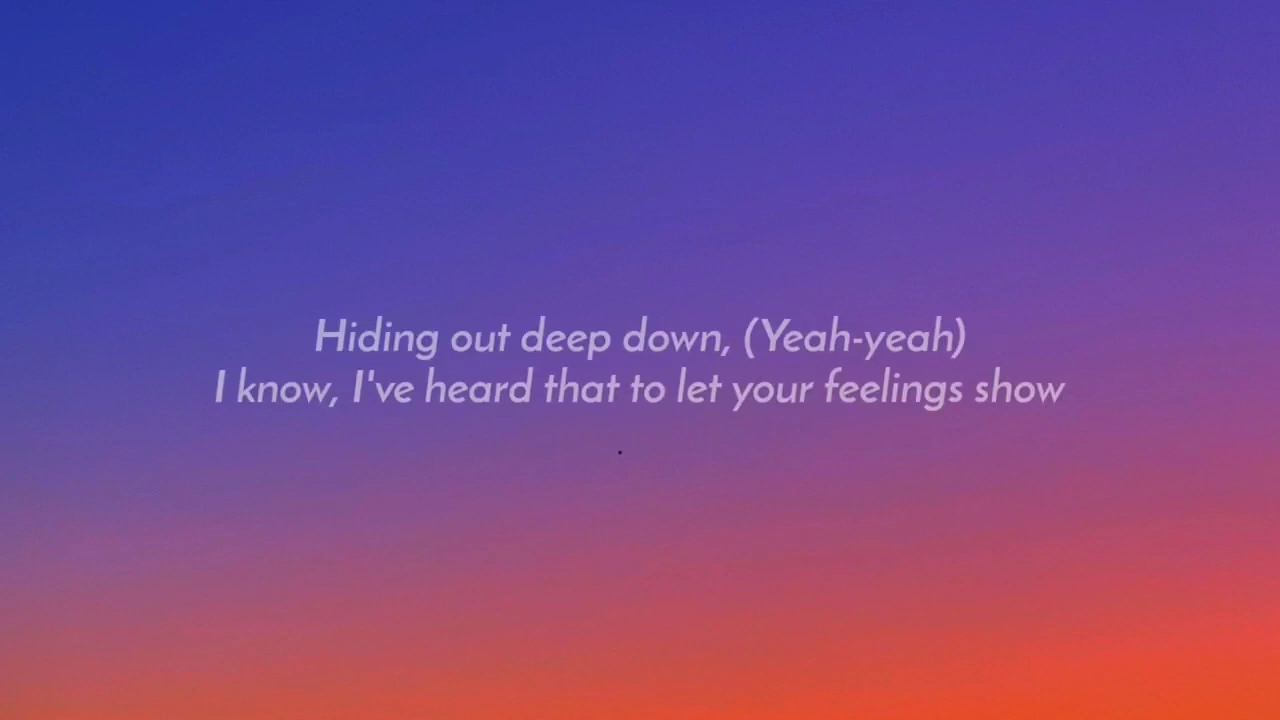 Hiding out deep down, (Yeah-yeah)
I know, I've heard that to let your feelings show